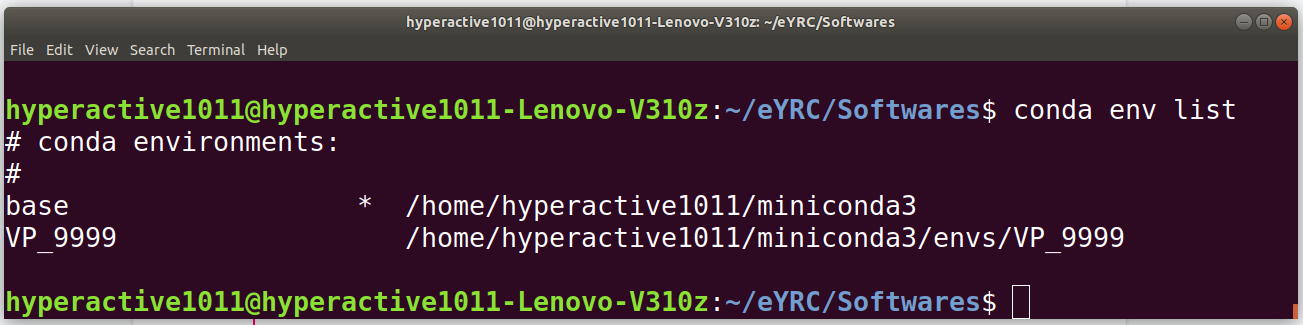 hyperactive1011@hyperactive1011-Lenovo-V310z: ~/eYRC/Softwares
File Edit View Search Terminal Help
hyperactive1011@hyperactive1011-Lenovo-V310z:~/eYRC/Softwares$ conda env list
# conda environments:
#
base                  *  /home/hyperactive1011/miniconda3
VP_9999                  /home/hyperactive1011/miniconda3/envs/VP_9999
hyperactive1011@hyperactive1011-Lenovo-V310z:~/eYRC/Softwares$